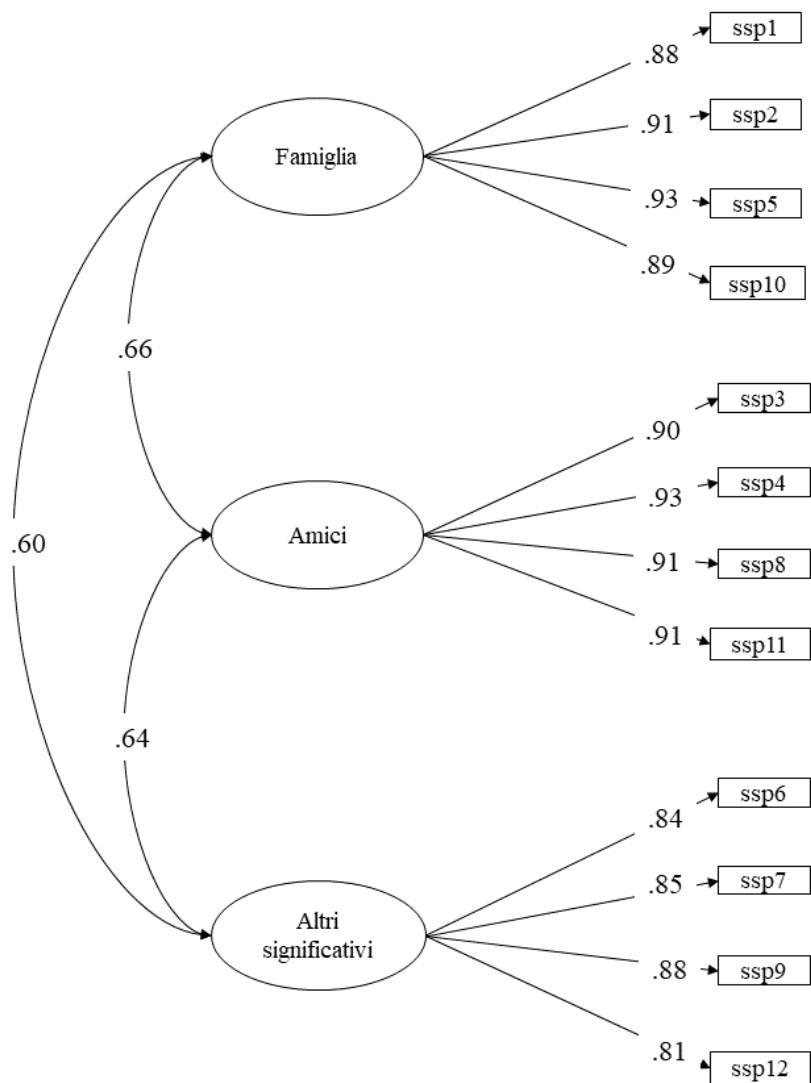 ssp1
.88
.91
ssp2
Famiglia
.93
ssp5
.89
ssp10
.66
ssp3
.90
.93
ssp4
.60
Amici
.91
ssp8
.91
ssp11
.64
ssp6
.84
.85
ssp7
Altri
significativi
.88
ssp9
.81
ssp12